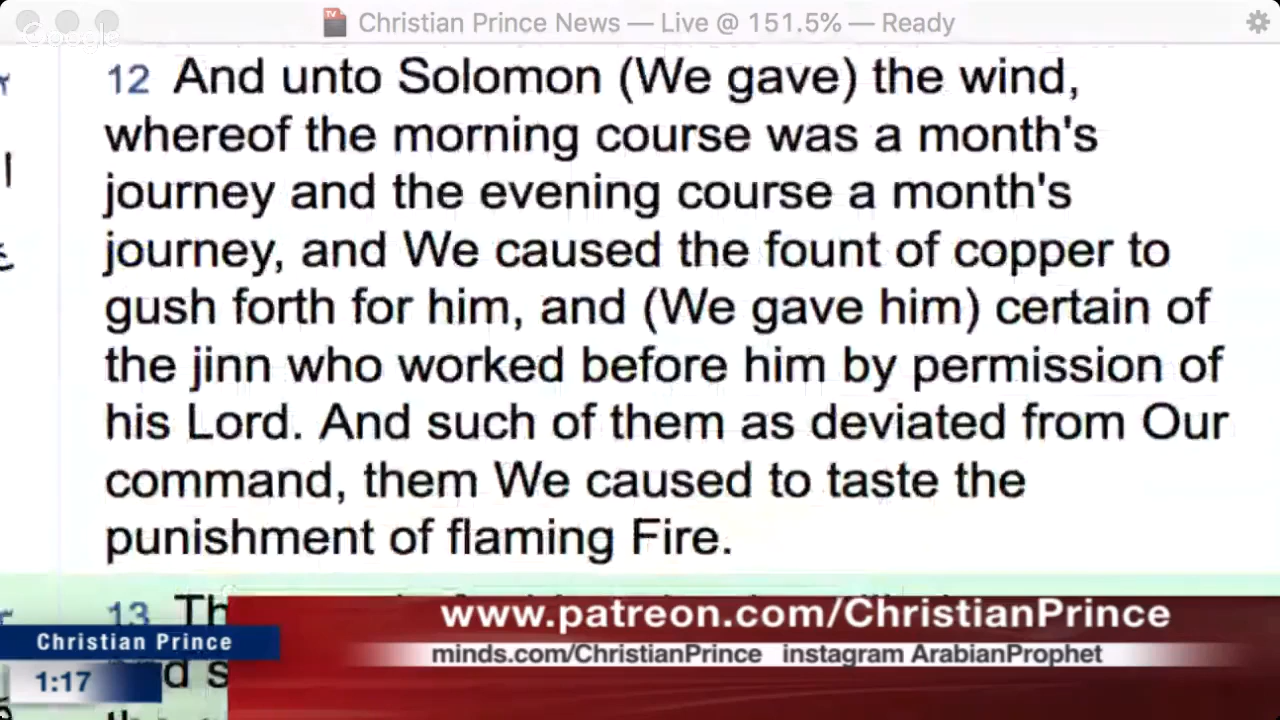 Christian Prince News — Live @ 151.5% — Ready
Google
12 And unto Solomon (We gave) the wind,
whereof the morning course was a month's
journey and the evening course a month's
journey, and We caused the fount of copper to
gush forth for him, and (We gave him) certain of
the jinn who worked before him by permission of
his Lord. And such of them as deviated from Our
command, them We caused to taste the
punishment of flaming Fire.
13
www.patreon.com/ChristianPrince
Christian Prince
minds.com/ChristianPrince instagram ArabianProphet
1:17